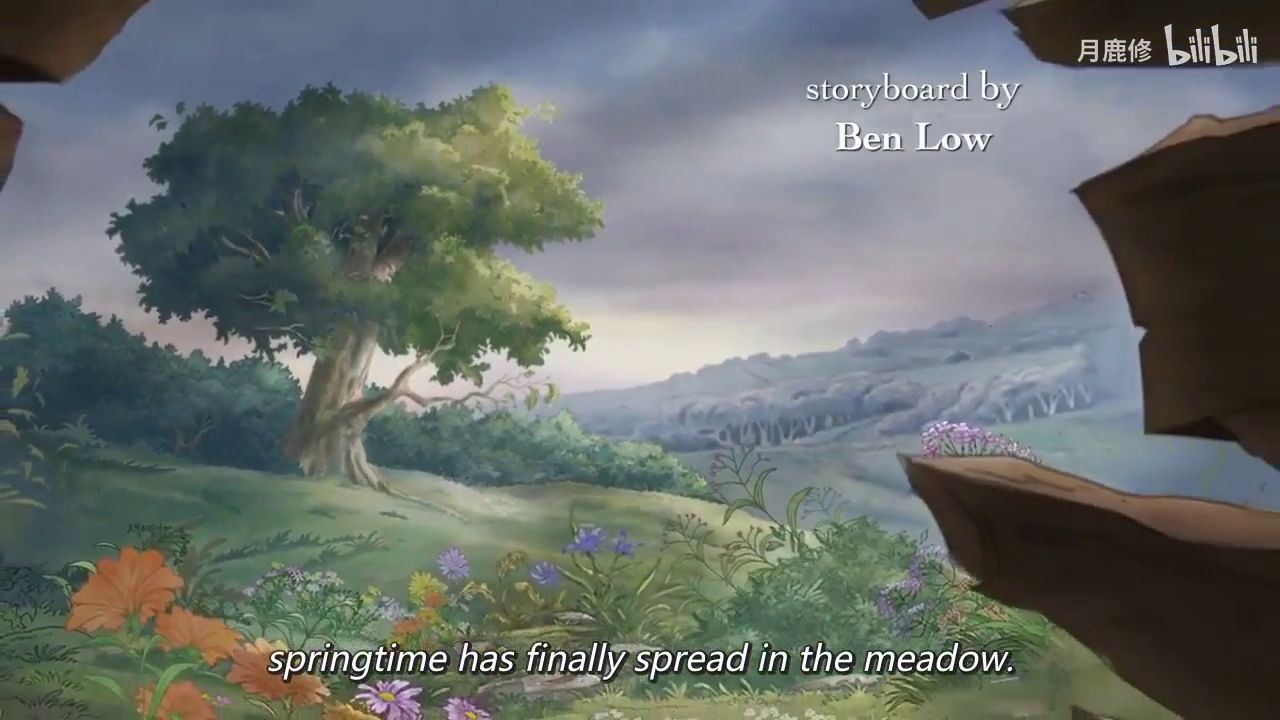 月鹿修 bilibili
storyboard by
Ben Low
springtime has finally spread in the meadow.